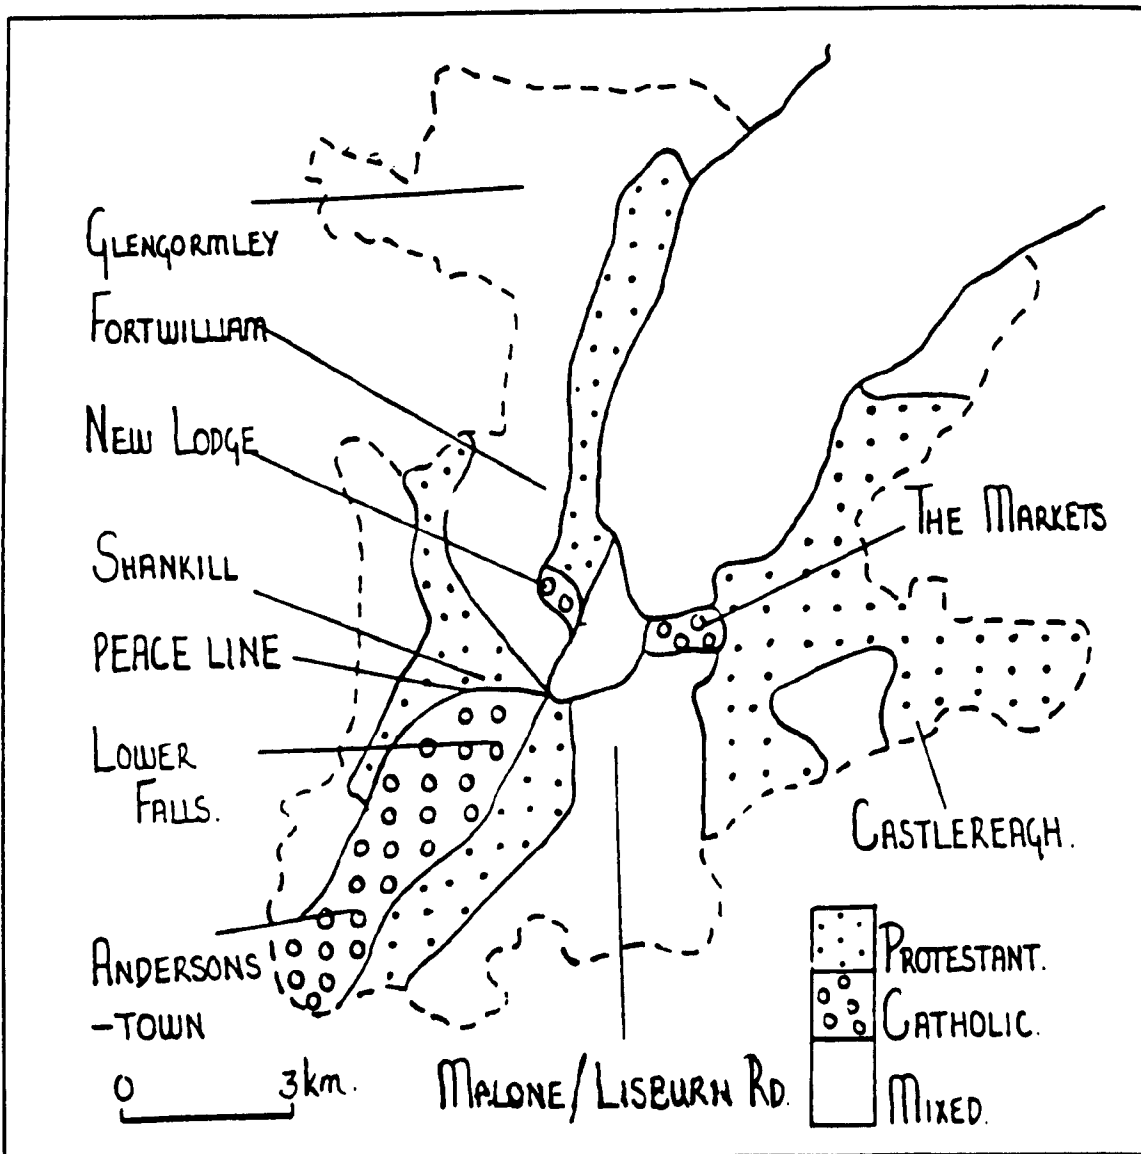 GLENGORMLEY
FORTWILLIAM
NEW LODGE
SHANKILL
PEACE LINE
LOWER
FALLS.
ANDERSONS
-TOWN
0 3km.
MALONE/LISBURN RD.
THE MARKETS
CASTLEREAGH.
PROTESTANT.
CATHOLIC.
MIXED.